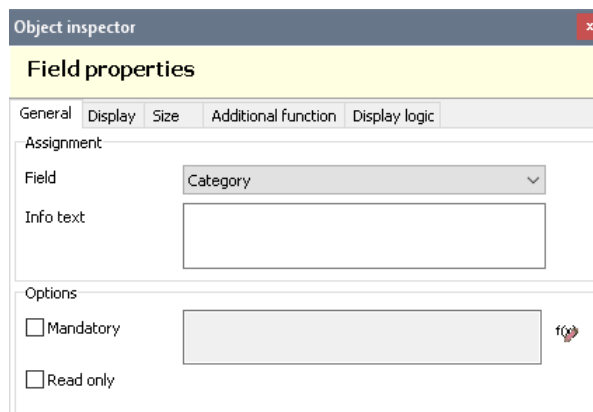 Object inspector
Field properties
General Display Size Additional function Display logic
Assignment
Field Category
Info text
Options
Mandatory f(x)
Read only